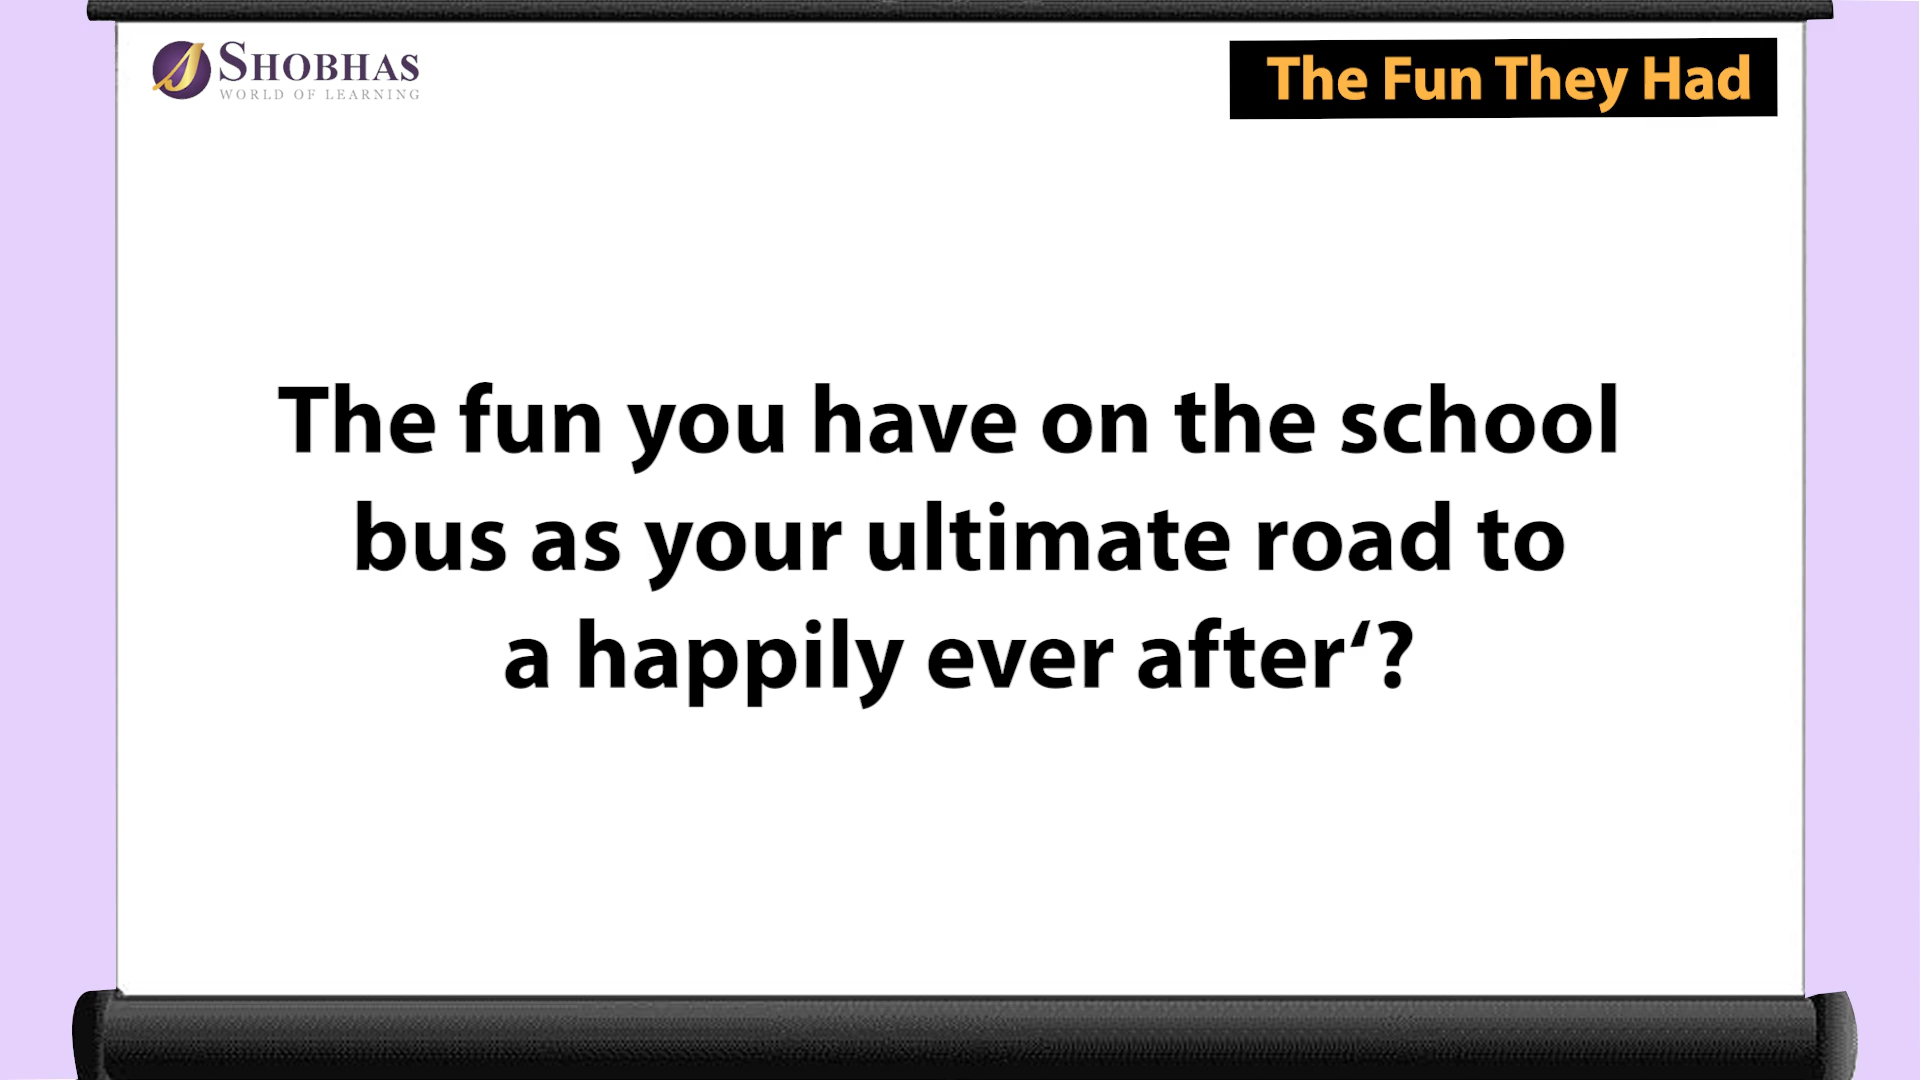 SHOBHAS
WORLD OF LEARNING
The Fun They Had
The fun you have on the school
bus as your ultimate road to
a happily ever after‘?